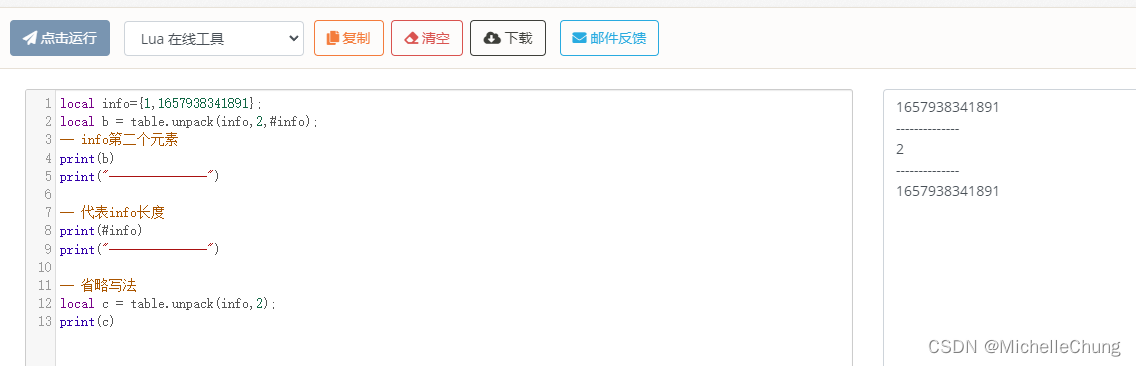 点击运行 Lua 在线工具 复制 清空 下载 邮件反馈
1 local info={1,1657938341891};
2 local b = table.unpack(info,2,#info);
3 -- info第二个元素
4 print(b)
5 print("--------------")
6
7 -- 代表info长度
8 print(#info)
9 print("--------------")
10
11 -- 省略写法
12 local c = table.unpack(info,2);
13 print(c)
1657938341891
--------------
2
--------------
1657938341891
CSDN @MichelleChung